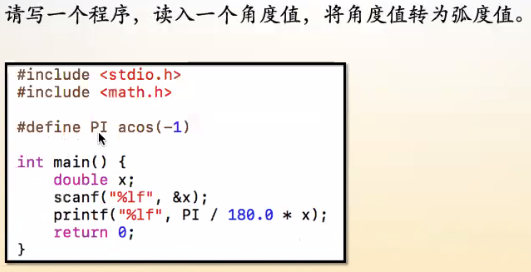 请写一个程序，读入一个角度值，将角度值转为弧度值。
#include <stdio.h>
#include <math.h>
#define PI acos(-1)
int main() {
    double x;
    scanf("%lf", &x);
    printf("%lf", PI / 180.0 * x);
    return 0;
}